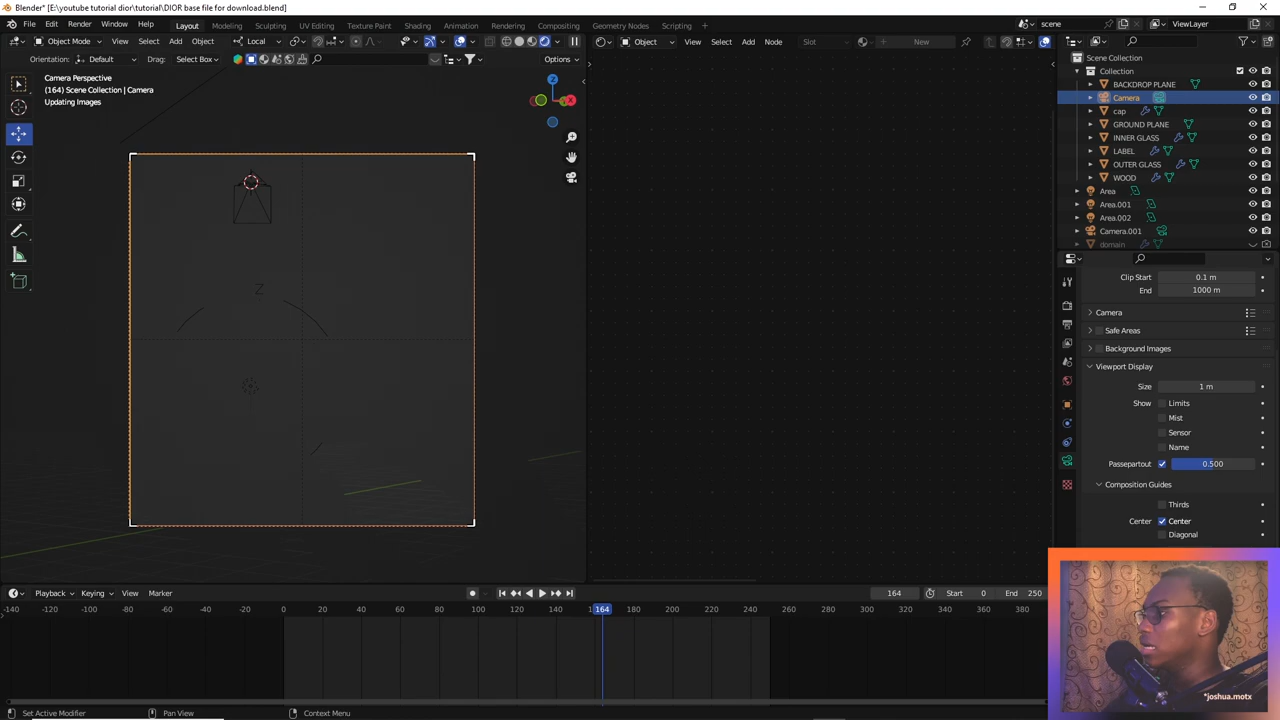 Blender* [E:\youtube tutorial dior\tutorial\DIOR base file for download.blend]
File Edit Render Window Help Layout Modeling Sculpting UV Editing Texture Paint Shading Animation Rendering Compositing Geometry Nodes Scripting + scene ViewLayer
Object Mode View Select Add Object Local Object View Select Add Node Slot New
Orientation: Default Drag: Select Box Options
Camera Perspective
(164) Scene Collection | Camera
Updating Images
Z
X
Z
Scene Collection
Collection
BACKDROP PLANE
Camera
cap
GROUND PLANE
INNER GLASS
LABEL
OUTER GLASS
WOOD
Area
Area.001
Area.002
Camera.001
domain
Clip Start 0.1 m
End 1000 m
Camera
Safe Areas
Background Images
Viewport Display
Size 1 m
Show Limits
Mist
Sensor
Name
Passepartout 0.500
Composition Guides
Thirds
Center Center
Diagonal
Playback Keying View Marker 164 Start 0 End 250
-140 -120 -100 -80 -60 -40 -20 0 20 40 60 80 100 120 140 164 180 200 220 240 260 280 300 320 340 360 380
*joshua.motx
Set Active Modifier Pan View Context Menu